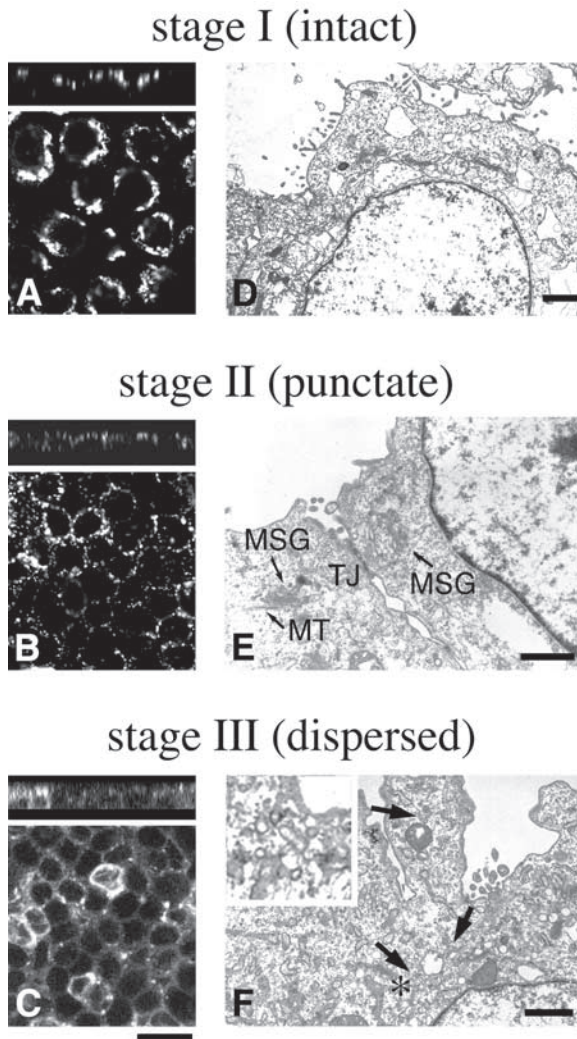 stage I (intact)
A
D
stage II (punctate)
MSG
TJ
MSG
MT
B
E
stage III (dispersed)
*
C
F